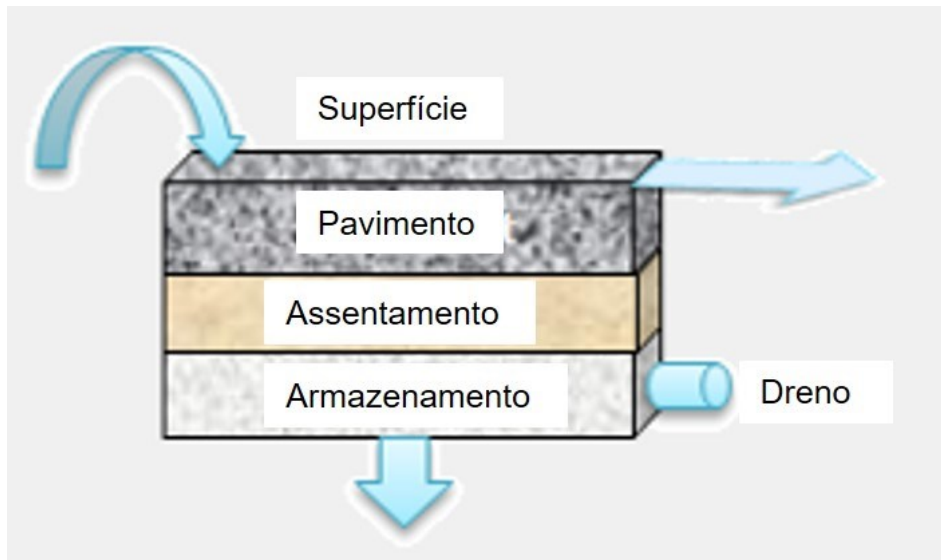 Superfície
Pavimento
Assentamento
Armazenamento
Dreno